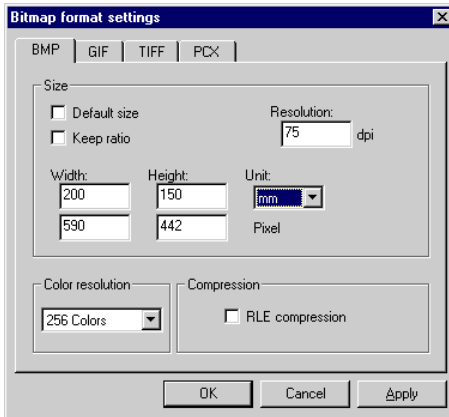 Bitmap format settings
BMP GIF TIFF PCX
Size
Default size
Keep ratio
Resolution:
75 dpi
Width: Height: Unit:
200 150 mm
590 442 Pixel
Color resolution
256 Colors
Compression
RLE compression
OK Cancel Apply